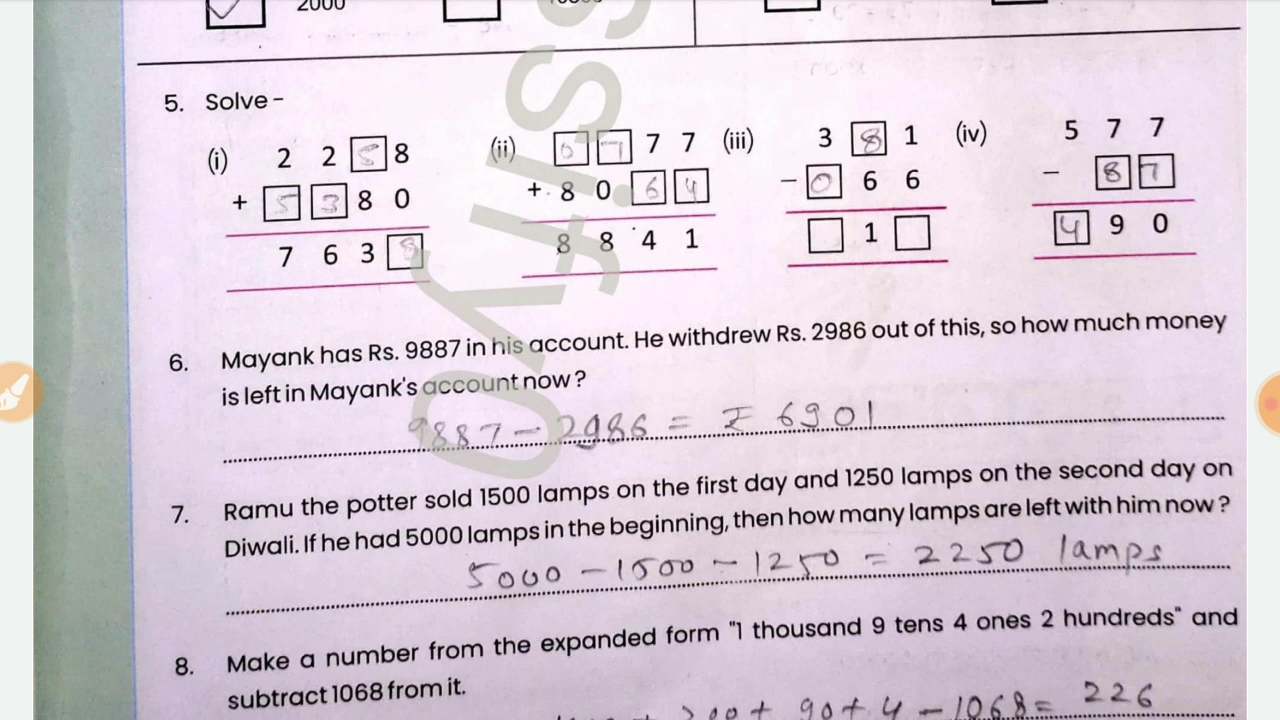 2000
5. Solve -
(i) 2 2 5 8
+ 5 3 8 0
7 6 3 8
(ii) 0 7 7 7
+ 8 0 6 4
8 8 4 1
(iii) 3 8 1
- 0 6 6
1
(iv) 5 7 7
- 8 7
4 9 0
6. Mayank has Rs. 9887 in his account. He withdrew Rs. 2986 out of this, so how much money
is left in Mayank's account now?
9887 - 2986 = ₹ 6901
7. Ramu the potter sold 1500 lamps on the first day and 1250 lamps on the second day on
Diwali. If he had 5000 lamps in the beginning, then how many lamps are left with him now?
5000 - 1500 - 1250 = 2250 lamps
8. Make a number from the expanded form "1 thousand 9 tens 4 ones 2 hundreds" and
subtract 1068 from it.
200 + 90 + 4 - 1068 = 226